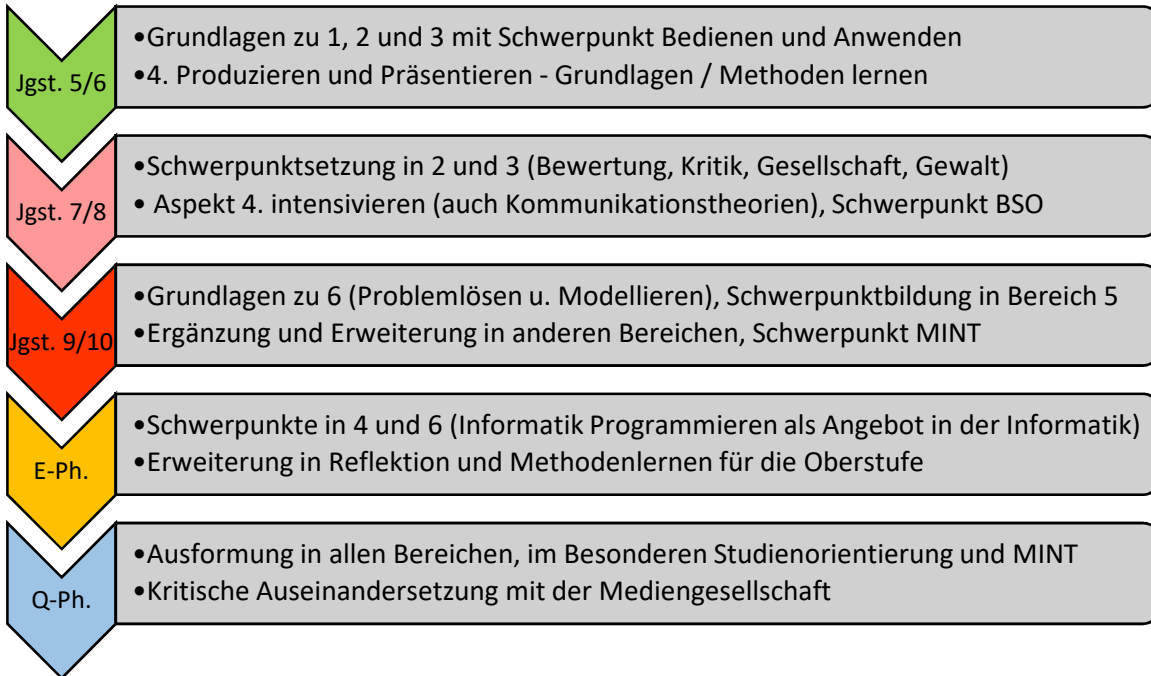 Jgst. 5/6
•Grundlagen zu 1, 2 und 3 mit Schwerpunkt Bedienen und Anwenden
•4. Produzieren und Präsentieren - Grundlagen / Methoden lernen
Jgst. 7/8
•Schwerpunktsetzung in 2 und 3 (Bewertung, Kritik, Gesellschaft, Gewalt)
• Aspekt 4. intensivieren (auch Kommunikationstheorien), Schwerpunkt BSO
Jgst. 9/10
•Grundlagen zu 6 (Problemlösen u. Modellieren), Schwerpunktbildung in Bereich 5
•Ergänzung und Erweiterung in anderen Bereichen, Schwerpunkt MINT
E-Ph.
•Schwerpunkte in 4 und 6 (Informatik Programmieren als Angebot in der Informatik)
•Erweiterung in Reflektion und Methodenlernen für die Oberstufe
Q-Ph.
•Ausformung in allen Bereichen, im Besonderen Studienorientierung und MINT
•Kritische Auseinandersetzung mit der Mediengesellschaft